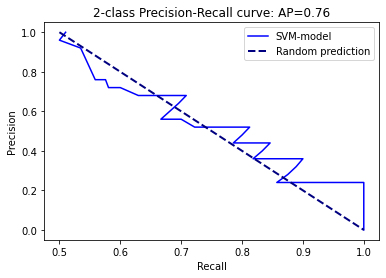 2-class Precision-Recall curve: AP=0.76
SVM-model
Random prediction
Precision
1.0
0.8
0.6
0.4
0.2
0.0
0.5 0.6 0.7 0.8 0.9 1.0
Recall